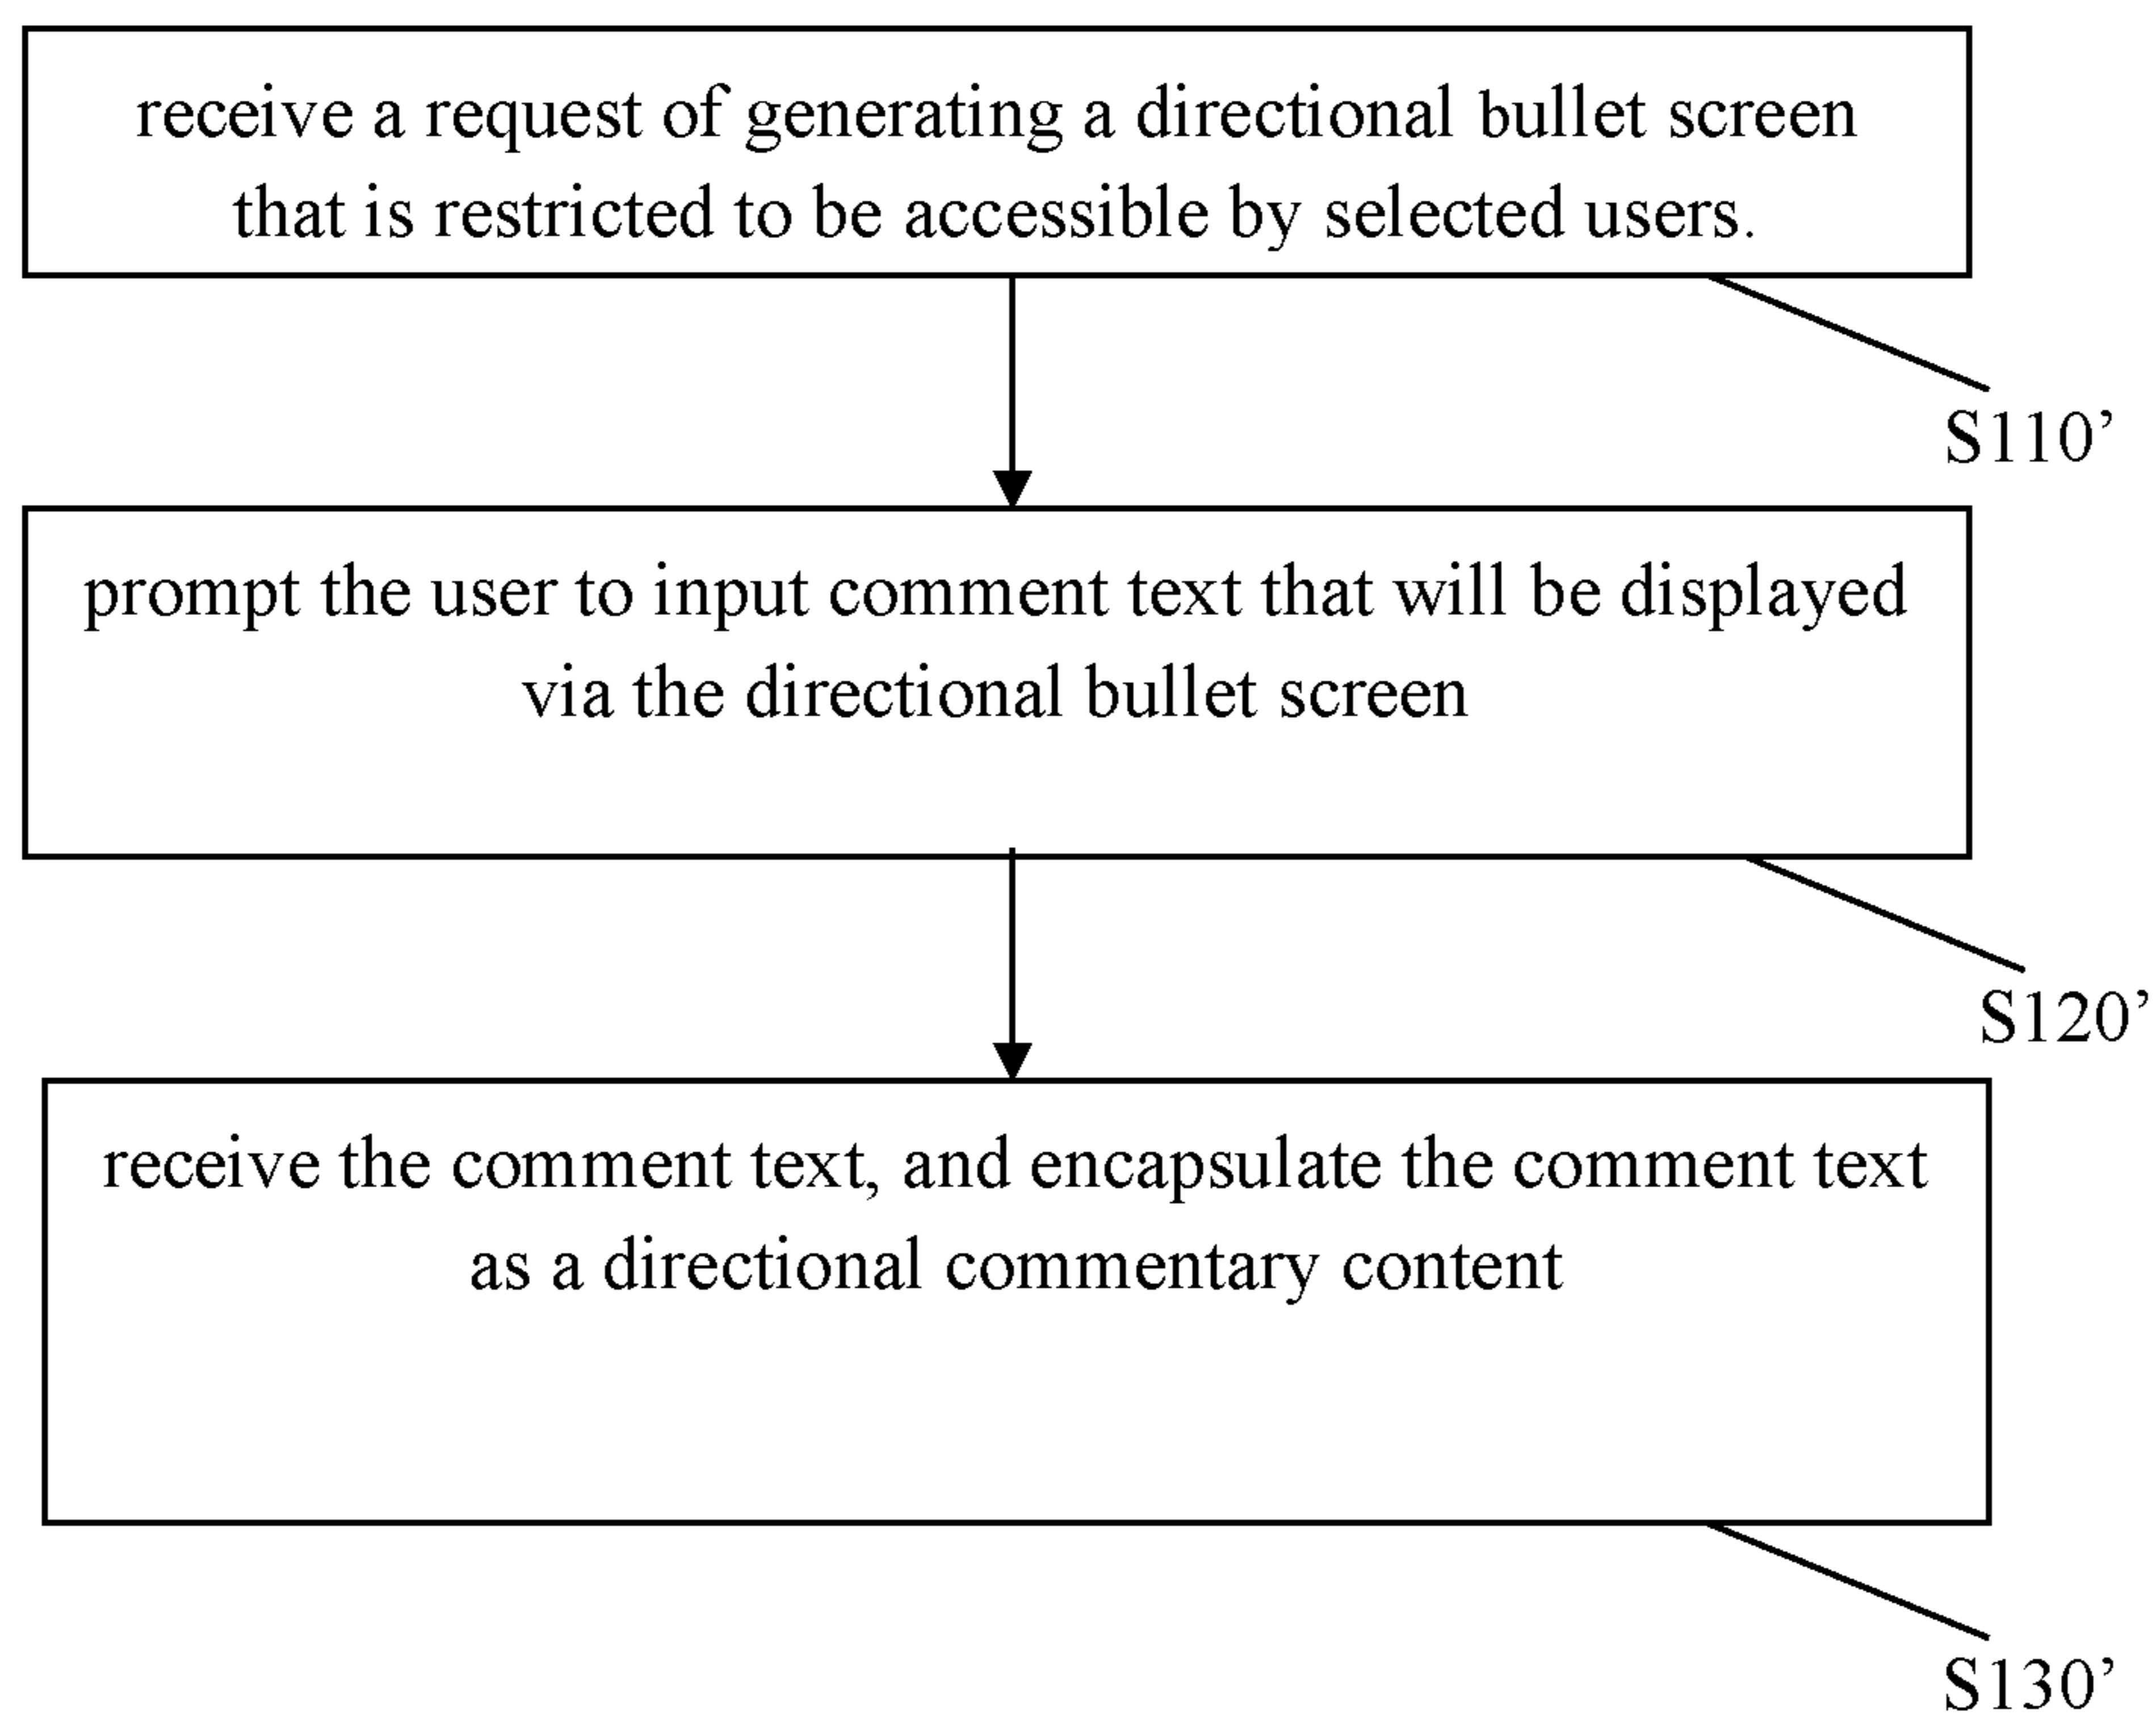 receive a request of generating a directional bullet screen
that is restricted to be accessible by selected users.
S110’
prompt the user to input comment text that will be displayed
via the directional bullet screen
S120’
receive the comment text, and encapsulate the comment text
as a directional commentary content
S130’